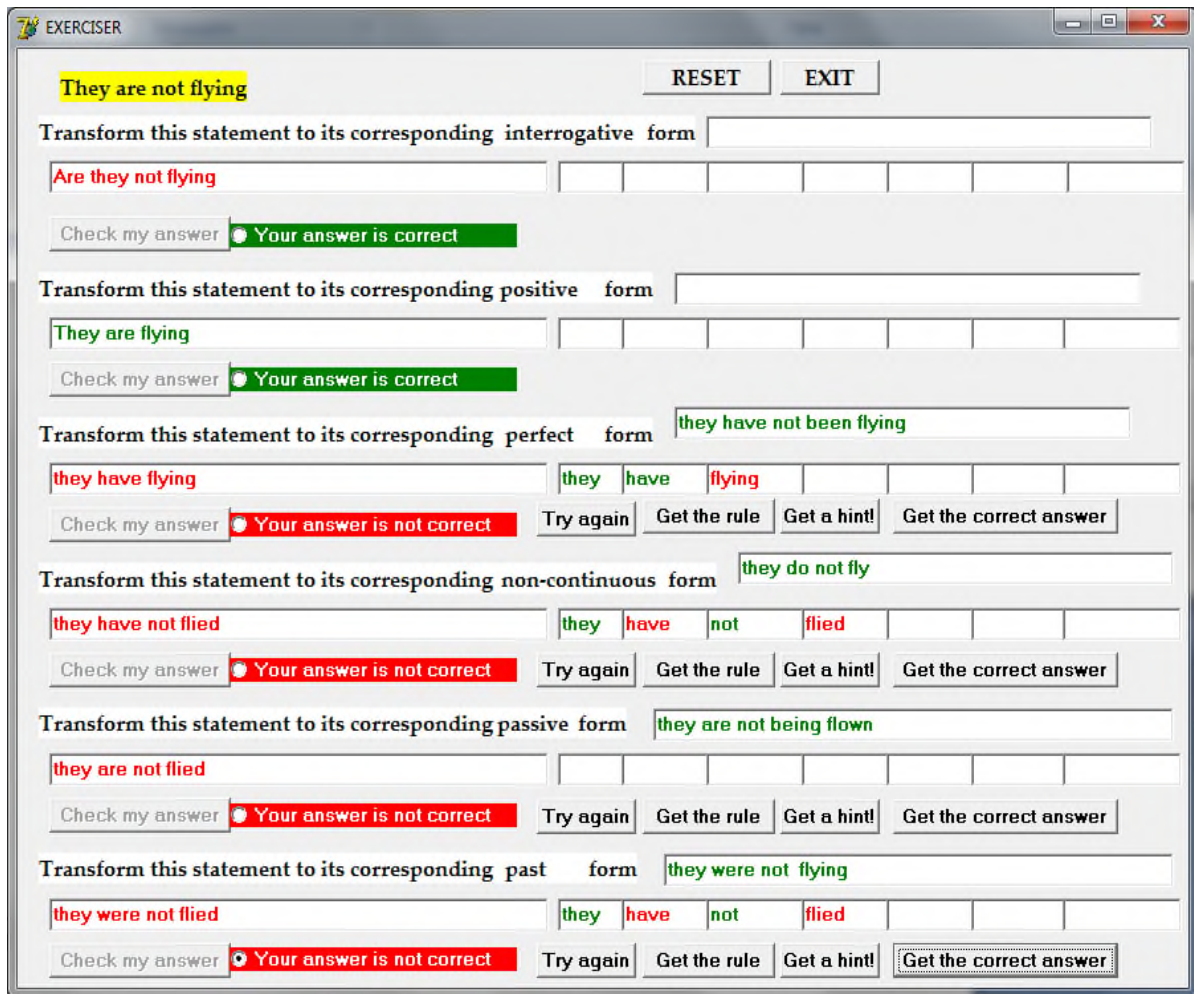 EXERCISER
They are not flying RESET EXIT
Transform this statement to its corresponding interrogative form
Are they not flying
Check my answer Your answer is correct
Transform this statement to its corresponding positive form
They are flying
Check my answer Your answer is correct
Transform this statement to its corresponding perfect form they have not been flying
they have flying they have flying
Check my answer Your answer is not correct Try again Get the rule Get a hint! Get the correct answer
Transform this statement to its corresponding non-continuous form they do not fly
they have not flied they have not flied
Check my answer Your answer is not correct Try again Get the rule Get a hint! Get the correct answer
Transform this statement to its corresponding passive form they are not being flown
they are not flied
Check my answer Your answer is not correct Try again Get the rule Get a hint! Get the correct answer
Transform this statement to its corresponding past form they were not flying
they were not flied they have not flied
Check my answer Your answer is not correct Try again Get the rule Get a hint! Get the correct answer